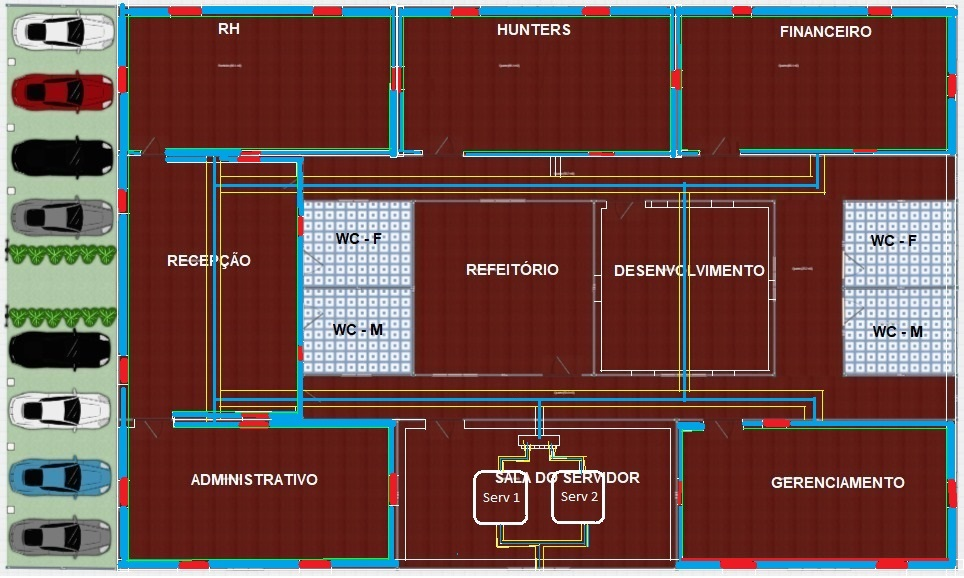 RH
HUNTERS
FINANCEIRO
RECEPÇÃO
WC - F
REFEITÓRIO
DESENVOLVIMENTO
WC - F
WC - M
WC - M
ADMINISTRATIVO
SALA DO SERVIDOR
GERENCIAMENTO
Serv 1
Serv 2